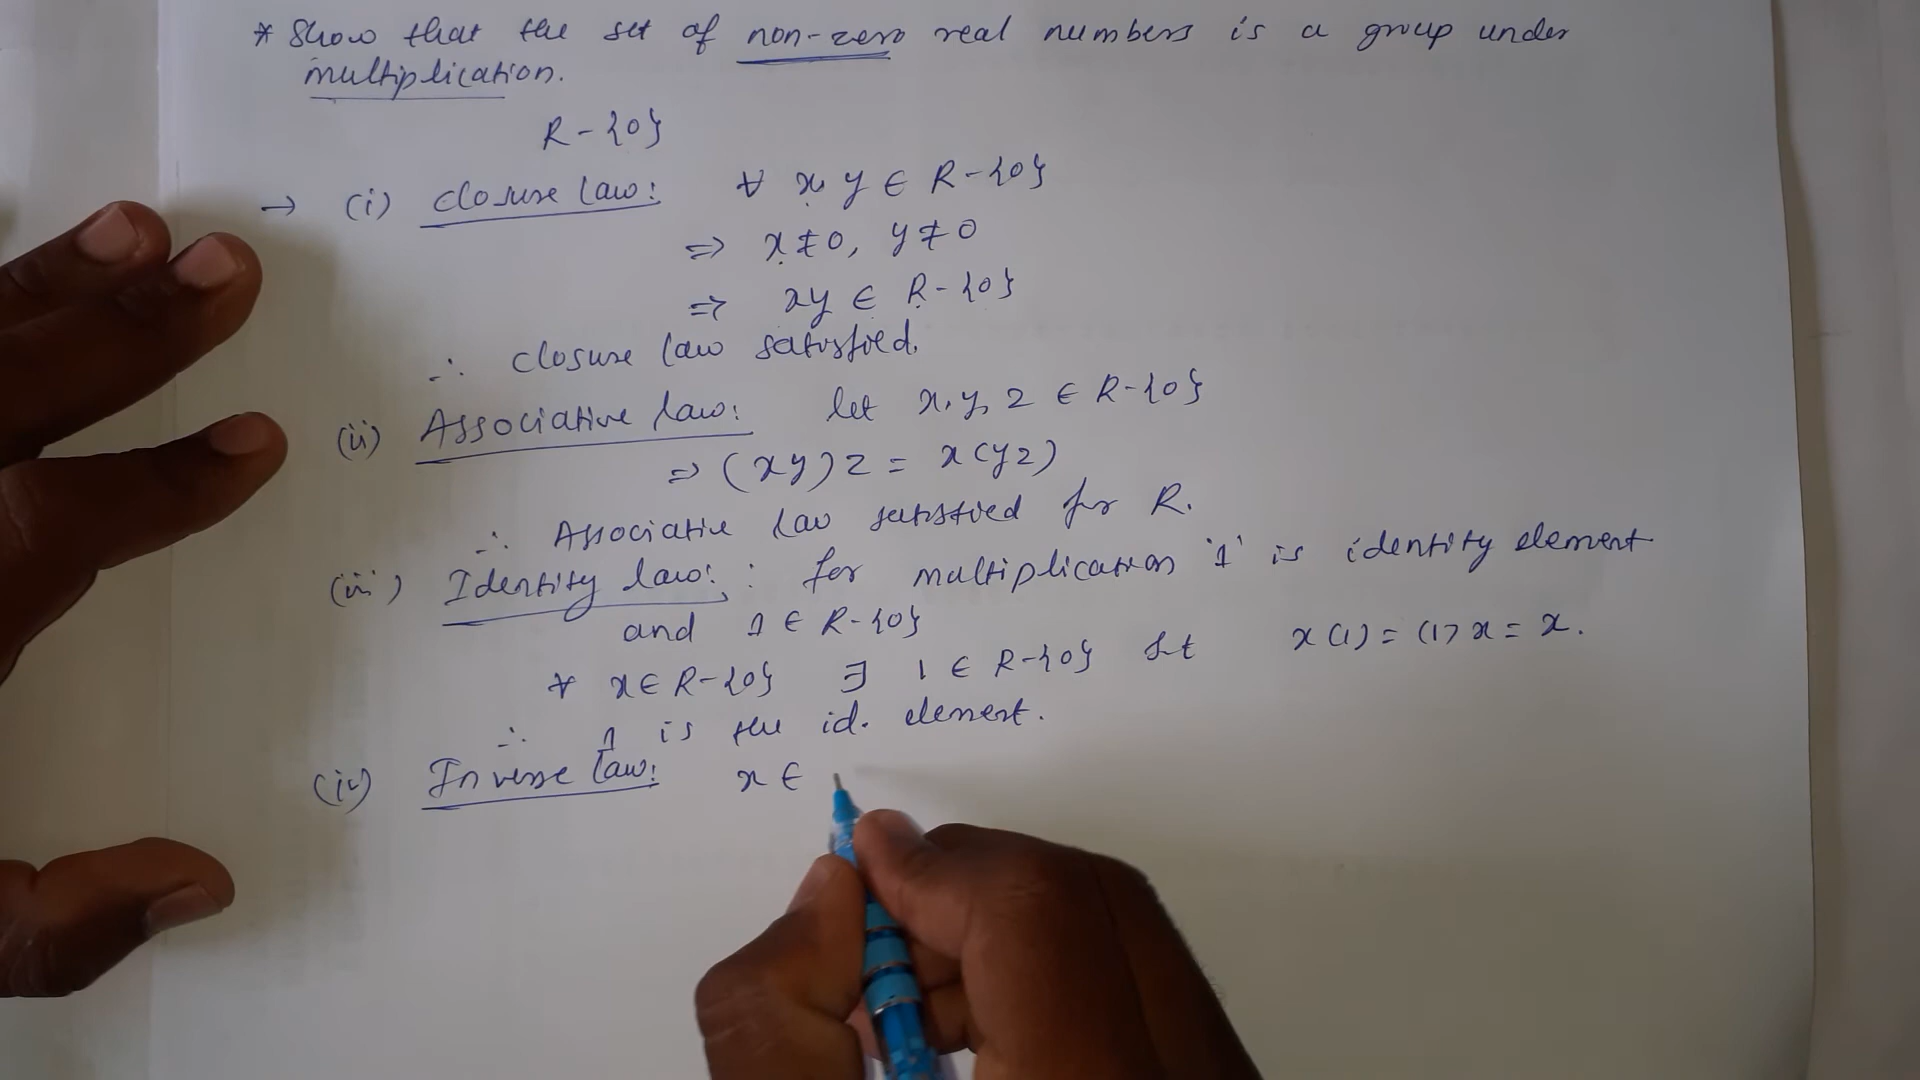 * Show that the set of non-zero real numbers is a group under
multiplication.
R - {0}
→ (i) closure law: ∀ x, y ∈ R - {0}
⇒ x ≠ 0, y ≠ 0
⇒ xy ∈ R - {0}
∴ closure law satisfied.
(ii) Associative law: let x, y, z ∈ R - {0}
⇒ (xy)z = x(yz)
∴ Associative law satisfied for R.
(iii) Identity law: : for multiplication '1' is identity element
and 1 ∈ R - {0}
∀ x ∈ R - {0} ∃ 1 ∈ R - {0} s.t x(1) = (1)x = x.
∴ 1 is the id. element.
(iv) Inverse law: x ∈